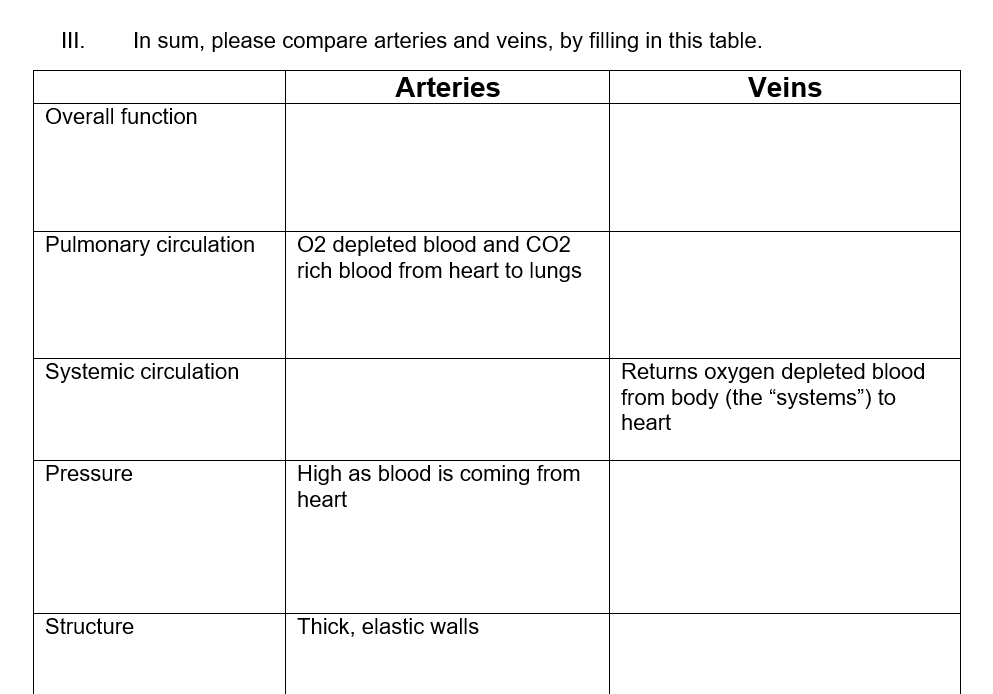 III. In sum, please compare arteries and veins, by filling in this table.
Arteries
Veins
Overall function
Pulmonary circulation
O2 depleted blood and CO2
rich blood from heart to lungs
Systemic circulation
Returns oxygen depleted blood
from body (the “systems”) to
heart
Pressure
High as blood is coming from
heart
Structure
Thick, elastic walls